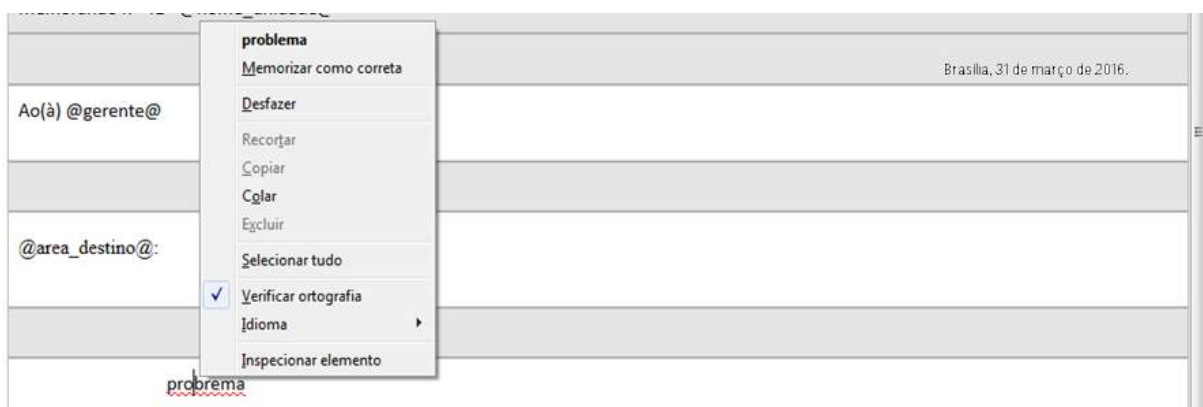 problema
Memorizar como correta
Brasília, 31 de março de 2016.
Desfazer
Ao(à) @gerente@
Recortar
Copiar
Colar
Excluir
@area_destino@:
Selecionar tudo
Verificar ortografia
Idioma
Inspecionar elemento
probrema